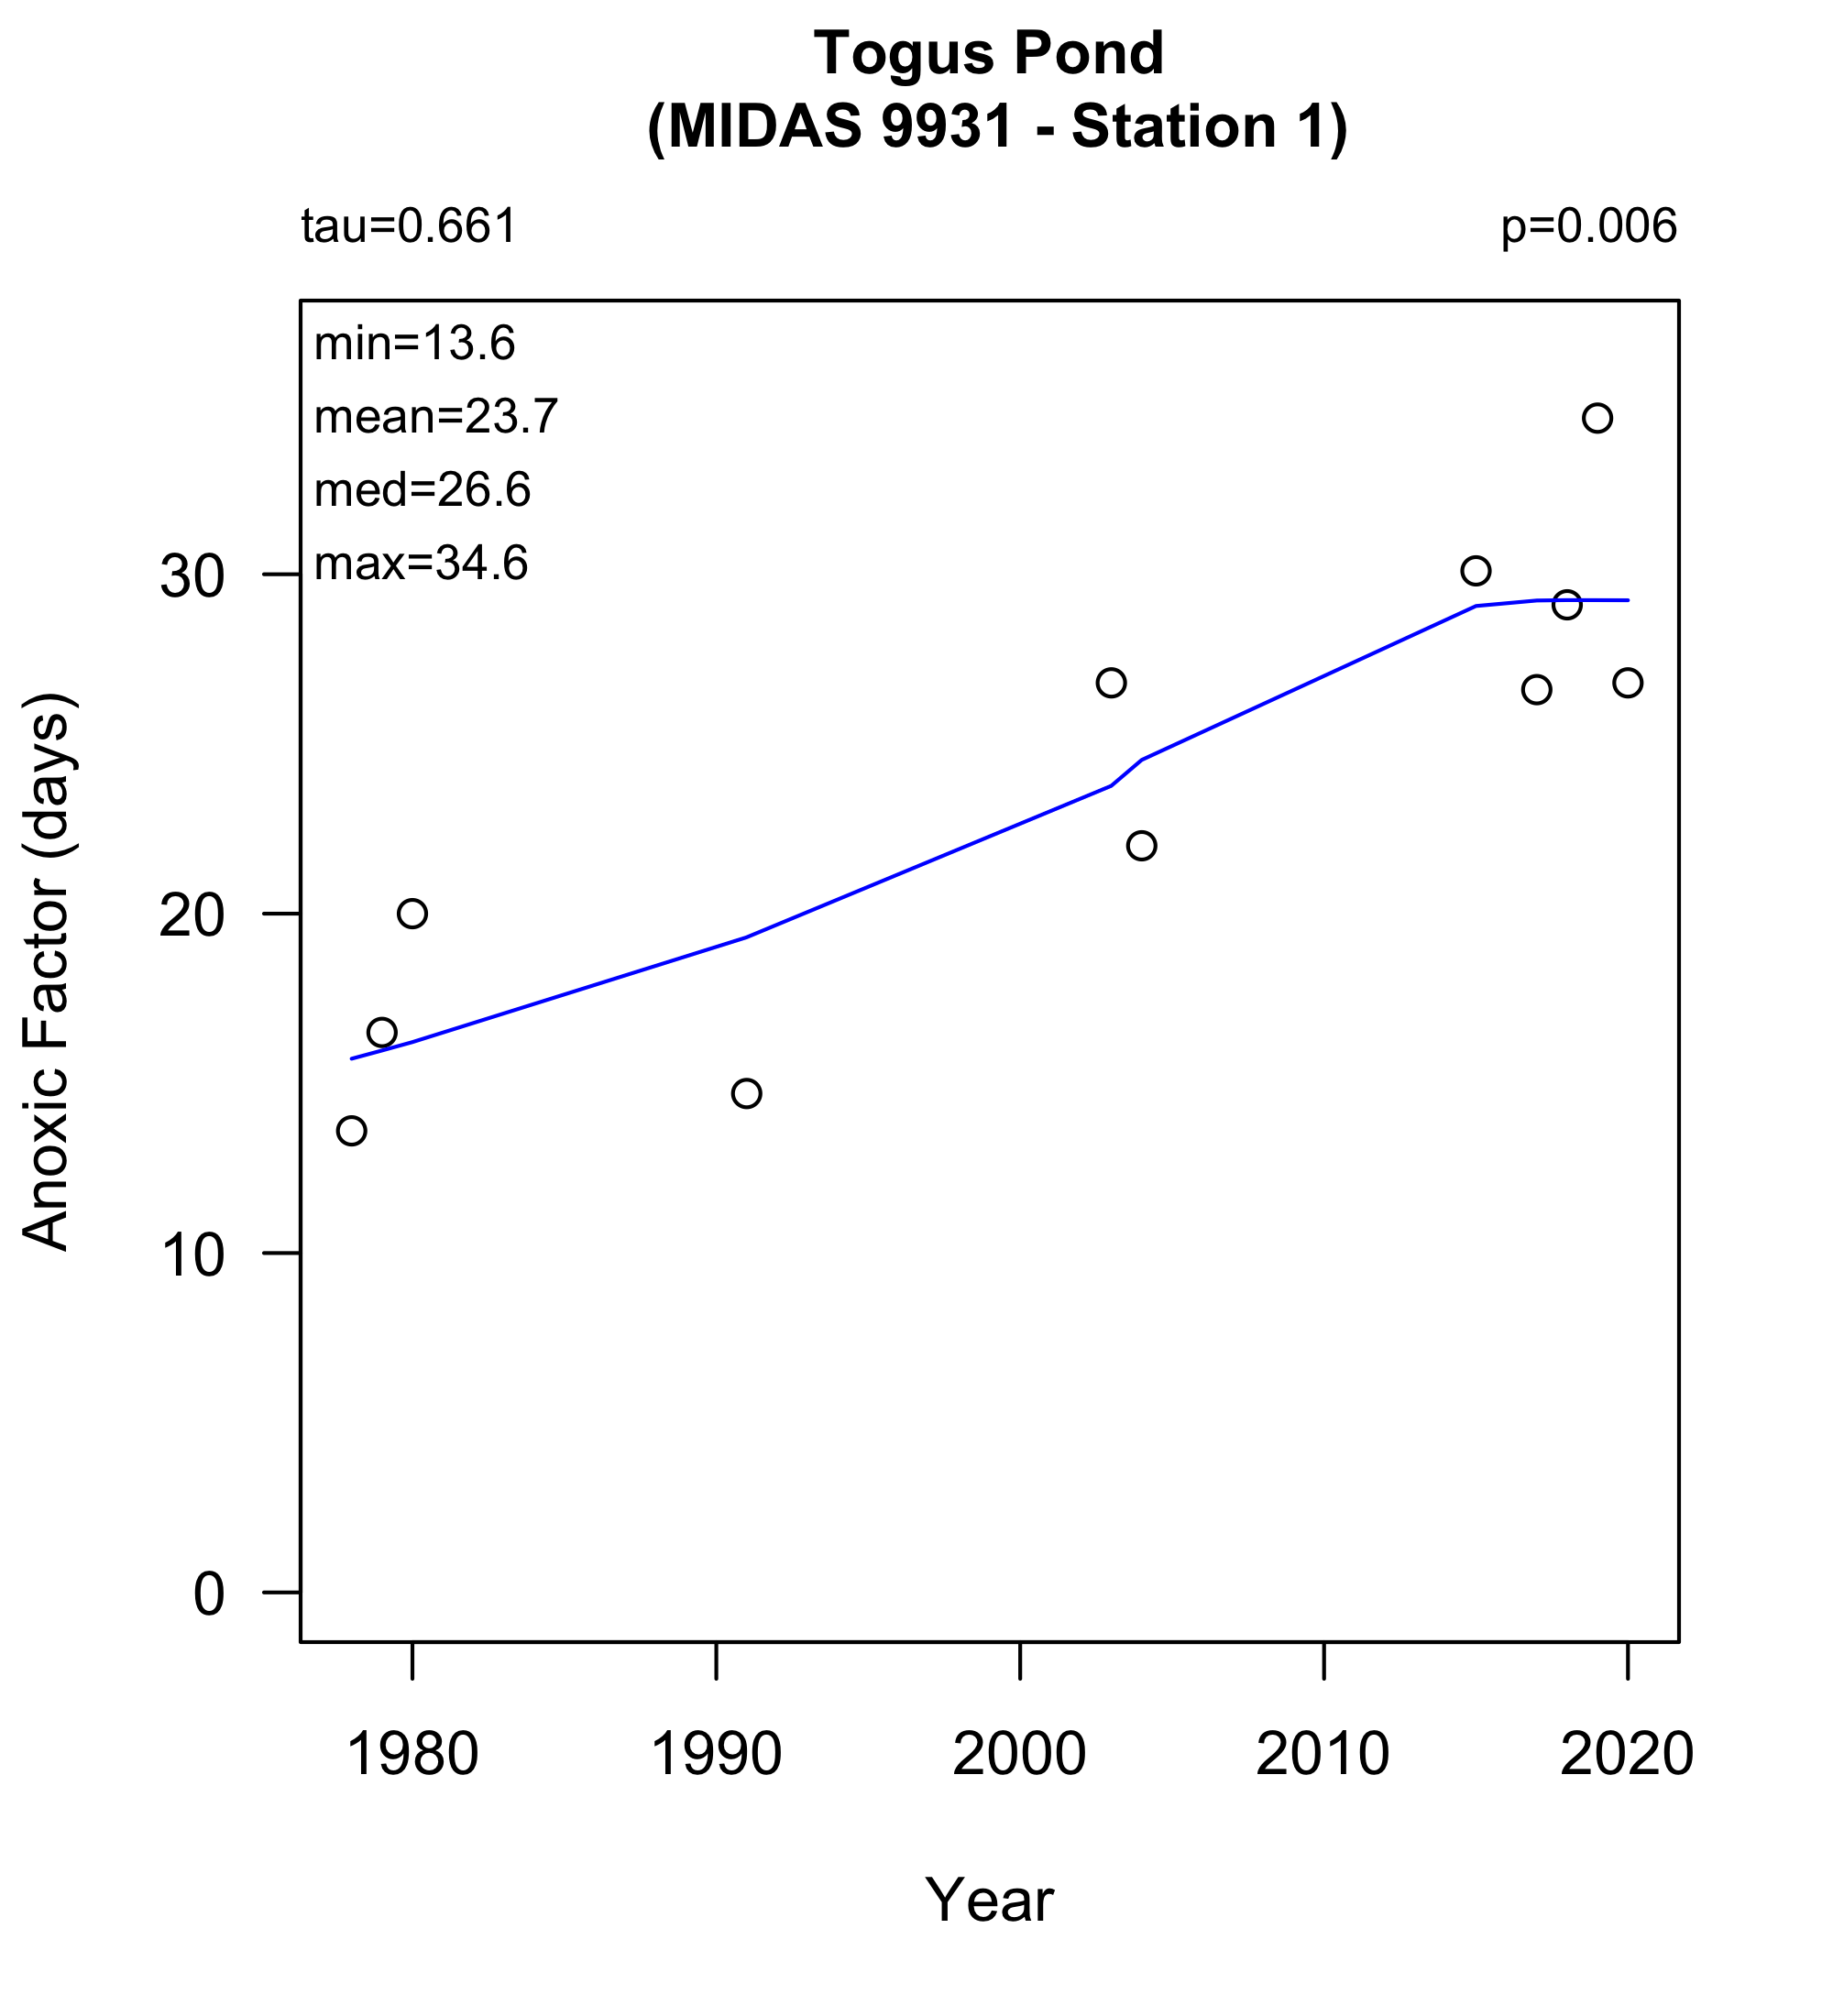 Togus Pond
(MIDAS 9931 - Station 1)
tau=0.661
p=0.006
min=13.6
mean=23.7
med=26.6
max=34.6
Anoxic Factor (days)
30
20
10
0
1980
1990
2000
2010
2020
Year